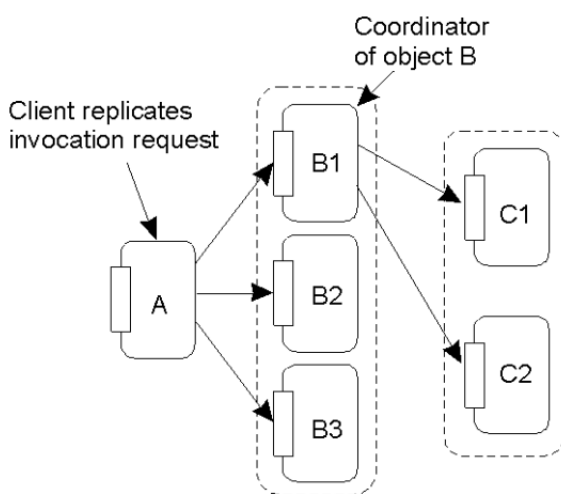 Coordinator
of object B
Client replicates
invocation request
A
B1
B2
B3
C1
C2